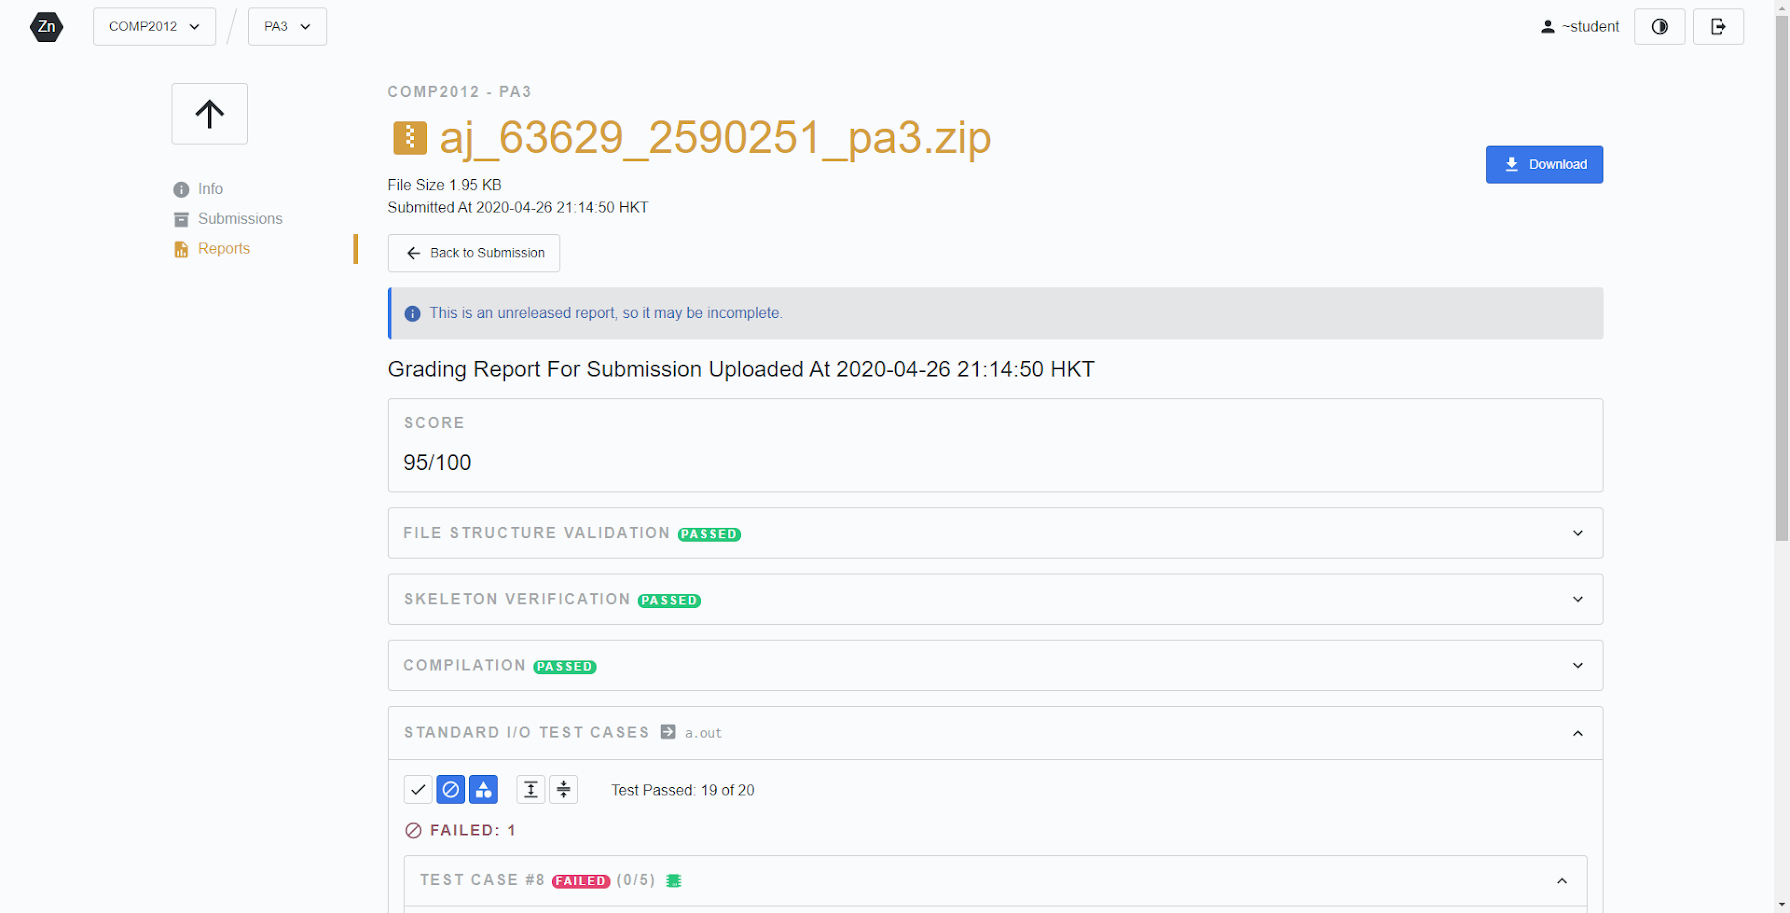 Zn
COMP2012
PA3
~student
Info
Submissions
Reports
COMP2012 - PA3
aj_63629_2590251_pa3.zip
File Size 1.95 KB
Submitted At 2020-04-26 21:14:50 HKT
Download
Back to Submission
This is an unreleased report, so it may be incomplete.
Grading Report For Submission Uploaded At 2020-04-26 21:14:50 HKT
SCORE
95/100
FILE STRUCTURE VALIDATION PASSED
SKELETON VERIFICATION PASSED
COMPILATION PASSED
STANDARD I/O TEST CASES a.out
Test Passed: 19 of 20
FAILED: 1
TEST CASE #8 FAILED (0/5)